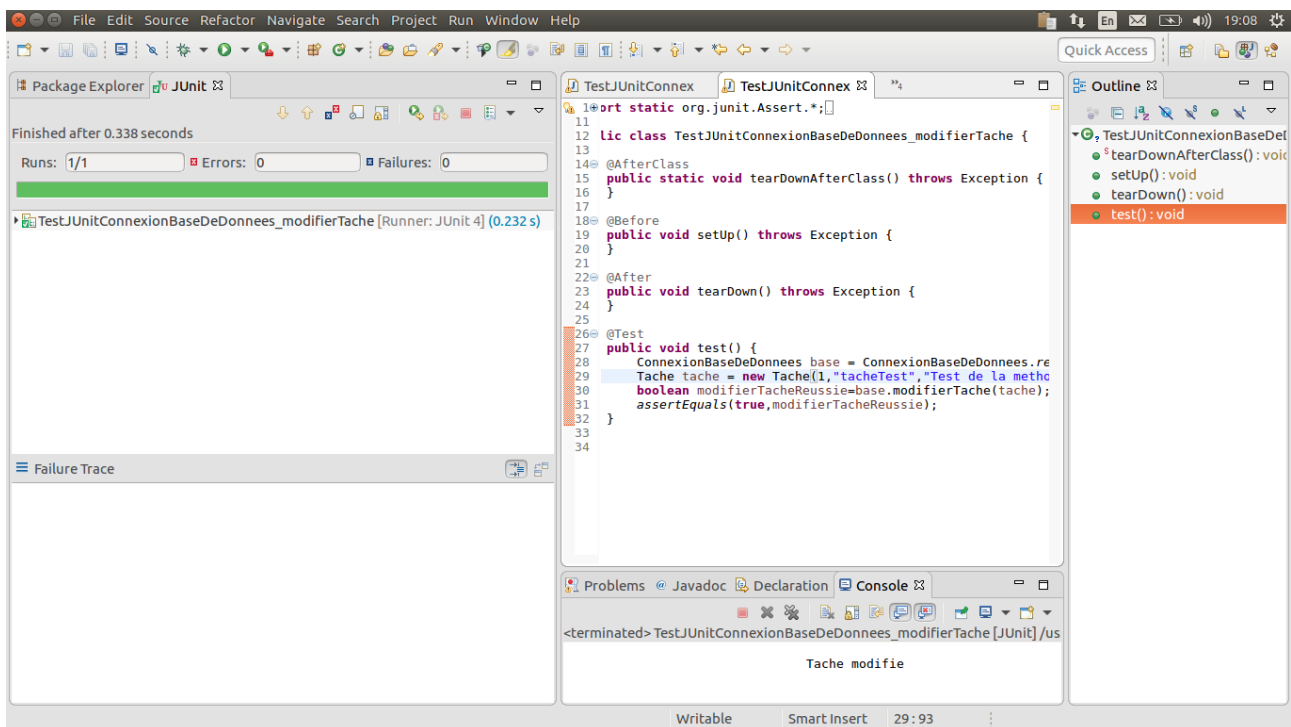 File Edit Source Refactor Navigate Search Project Run Window Help En 19:08
Quick Access
Package Explorer JUnit
Finished after 0.338 seconds
Runs: 1/1 Errors: 0 Failures: 0
TestJUnitConnexionBaseDeDonnees_modifierTache [Runner: JUnit 4] (0.232 s)
Failure Trace
TestJUnitConnex TestJUnitConnex »4
1 ort static org.junit.Assert.*;
11
12 lic class TestJUnitConnexionBaseDeDonnees_modifierTache {
13
14 @AfterClass
15 public static void tearDownAfterClass() throws Exception {
16 }
17
18 @Before
19 public void setUp() throws Exception {
20 }
21
22 @After
23 public void tearDown() throws Exception {
24 }
25
26 @Test
27 public void test() {
28 ConnexionBaseDeDonnees base = ConnexionBaseDeDonnees.re
29 Tache tache = new Tache(1,"tacheTest","Test de la metho
30 boolean modifierTacheReussie=base.modifierTache(tache);
31 assertEquals(true,modifierTacheReussie);
32 }
33
34
Problems @ Javadoc Declaration Console
<terminated> TestJUnitConnexionBaseDeDonnees_modifierTache [JUnit] /us
Tache modifie
Outline
TestJUnitConnexionBaseDe
tearDownAfterClass() : void
setUp() : void
tearDown() : void
test() : void
Writable Smart Insert 29 : 93